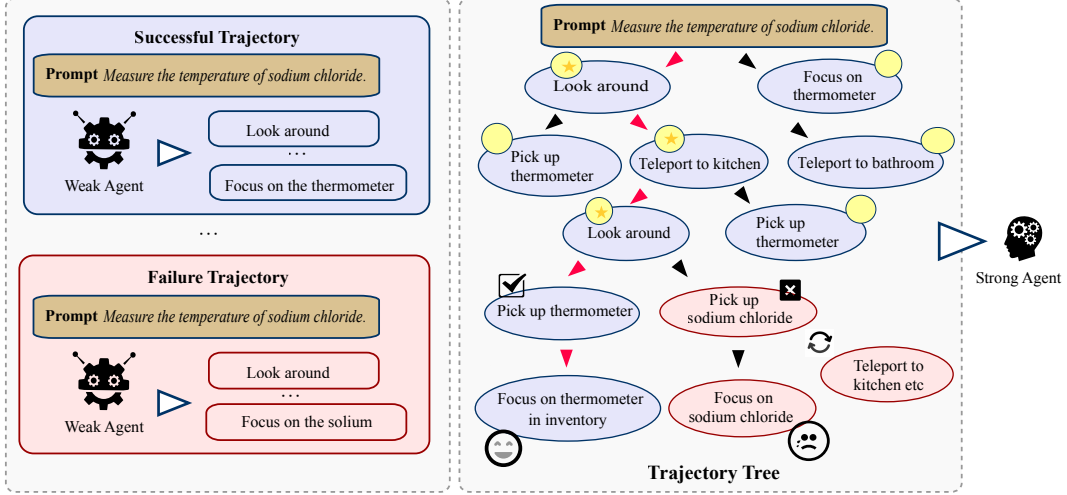 Successful Trajectory
Prompt Measure the temperature of sodium chloride.
Look around
...
Focus on the thermometer
Weak Agent
...
Failure Trajectory
Prompt Measure the temperature of sodium chloride.
Look around
...
Focus on the solium
Weak Agent
Prompt Measure the temperature of sodium chloride.
Look around
Focus on
thermometer
Pick up
thermometer
Teleport to kitchen
Teleport to bathroom
Look around
Pick up
thermometer
Pick up thermometer
Pick up
sodium chloride
Teleport to
kitchen etc
Focus on thermometer
in inventory
Focus on
sodium chloride
Trajectory Tree
Strong Agent